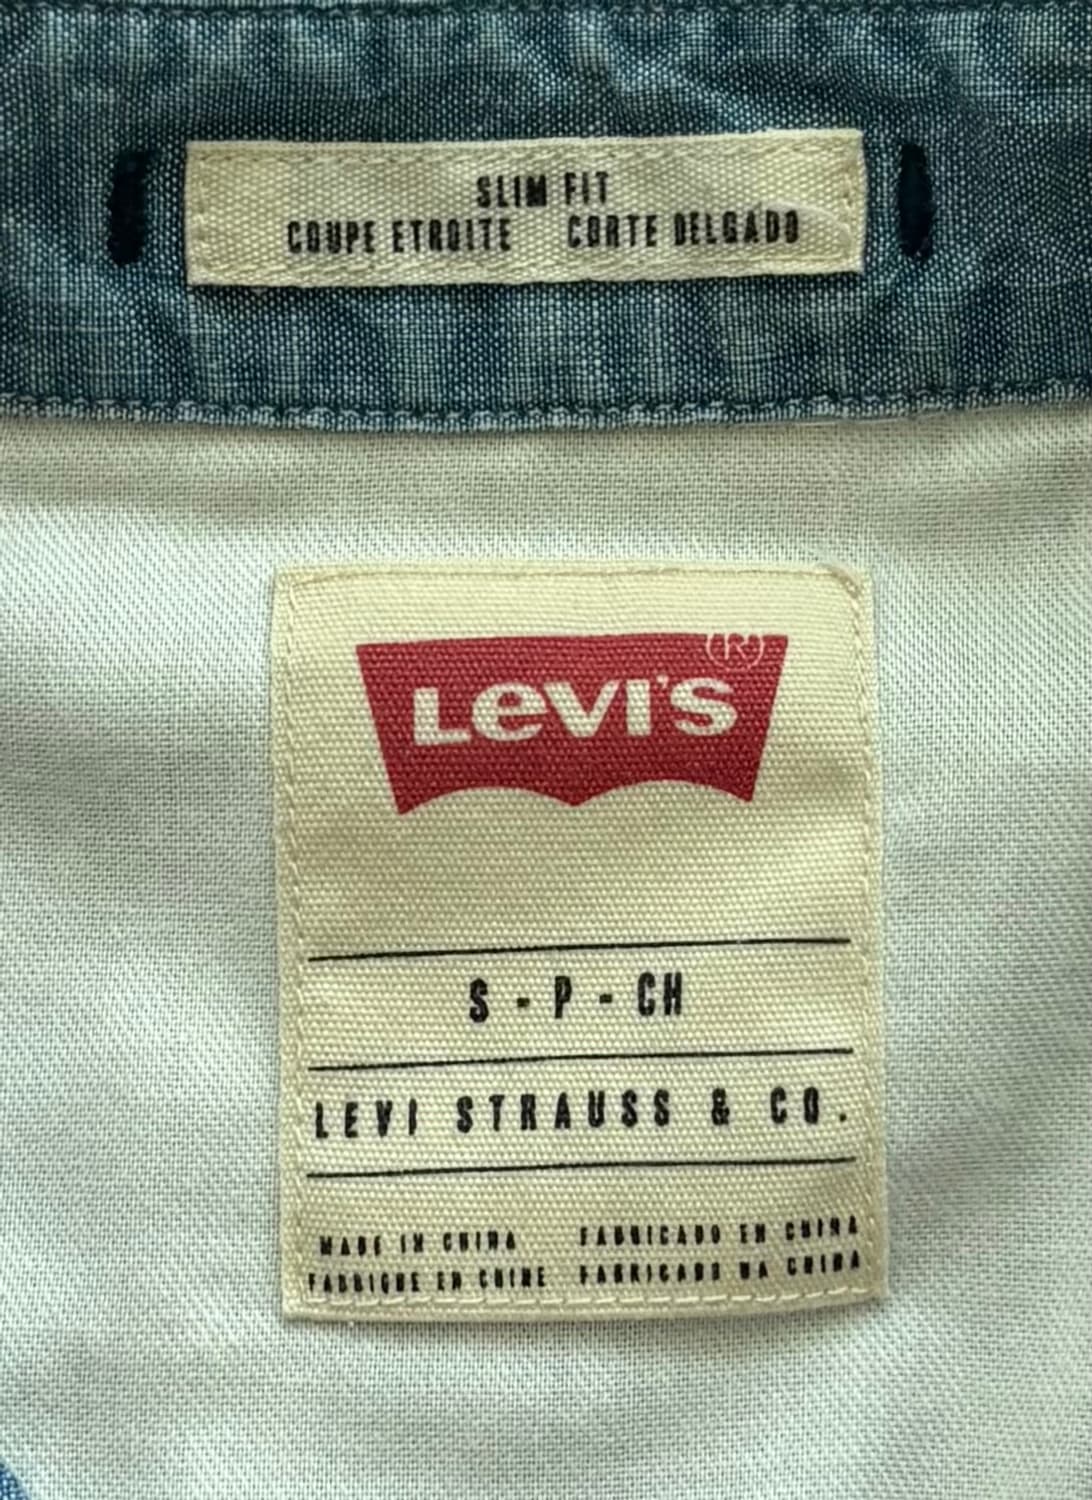 SLIM FIT
COUPE ETROITE CORTE DELGADO
LEVI'S ®
S - P - CH
LEVI STRAUSS & CO.
MADE IN CHINA FABRICADO EN CHINA
FABRIQUE EN CHINE FABRICADO NA CHINA